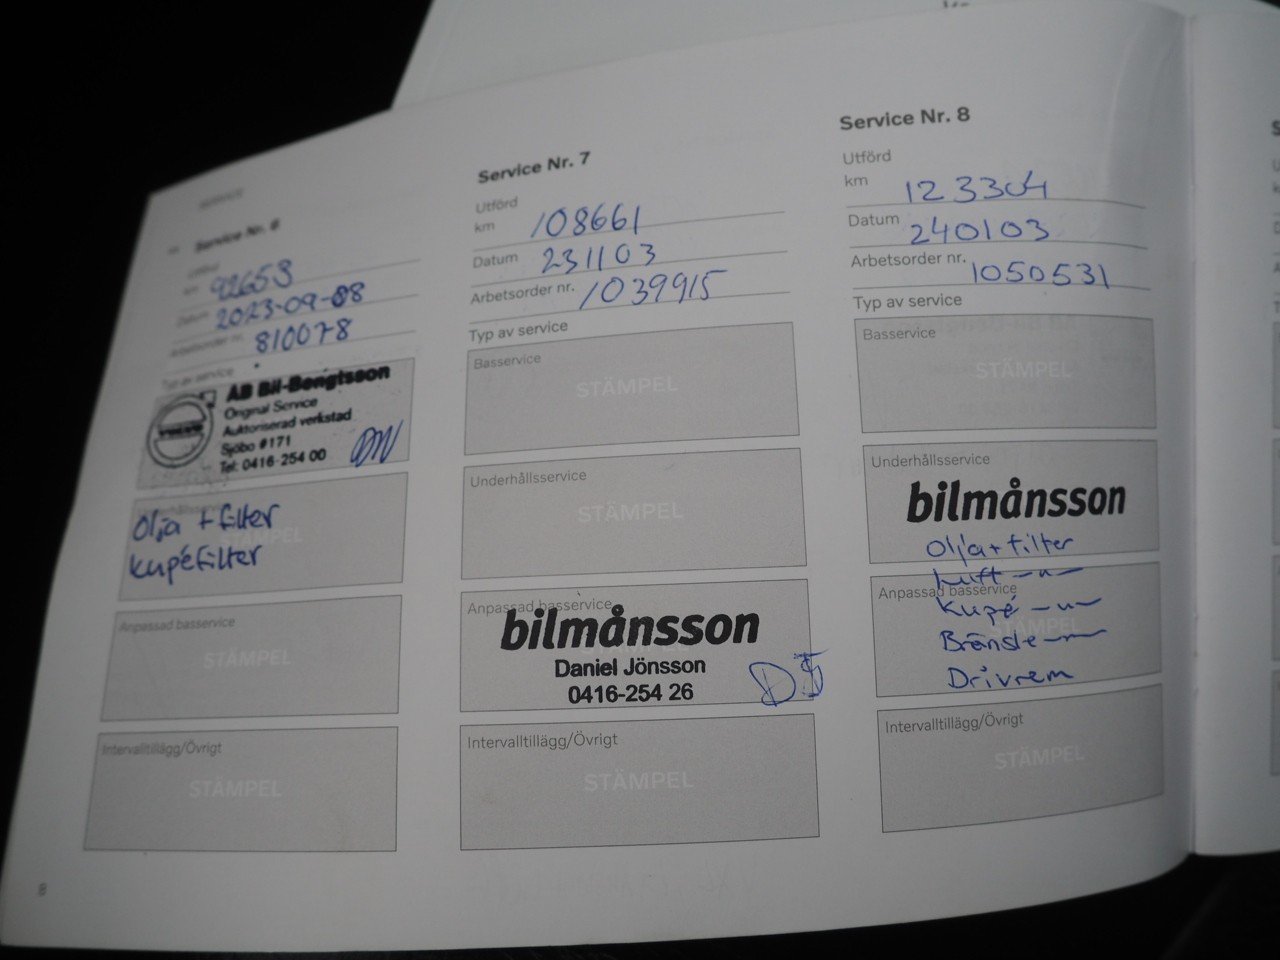 Service Nr. 6
Utförd
km 92653
Datum 2023-09-08
Arbetsorder nr. 810078
Typ av service
AB Bil-Bengtsson
Original Service
Auktoriserad verkstad
Sjöbo #171
Tel: 0416-254 00
VOLVO
Underhållsservice
Olja + filter
kupéfilter
Anpassad basservice
STÄMPEL
Intervalltillägg/Övrigt
STÄMPEL
8
Service Nr. 7
Utförd
km 108661
Datum 231103
Arbetsorder nr. 1039915
Typ av service
Basservice
STÄMPEL
Underhållsservice
STÄMPEL
Anpassad basservice
bilmånsson
Daniel Jönsson
0416-254 26
DJ
Intervalltillägg/Övrigt
STÄMPEL
Service Nr. 8
Utförd
km 123304
Datum 240103
Arbetsorder nr. 1050531
Typ av service
Basservice
STÄMPEL
Underhållsservice
bilmånsson
Olja + filter
Luft -u-
Anpassad basservice
Kupé -u-
Bränsle -u-
Drivrem
Intervalltillägg/Övrigt
STÄMPEL